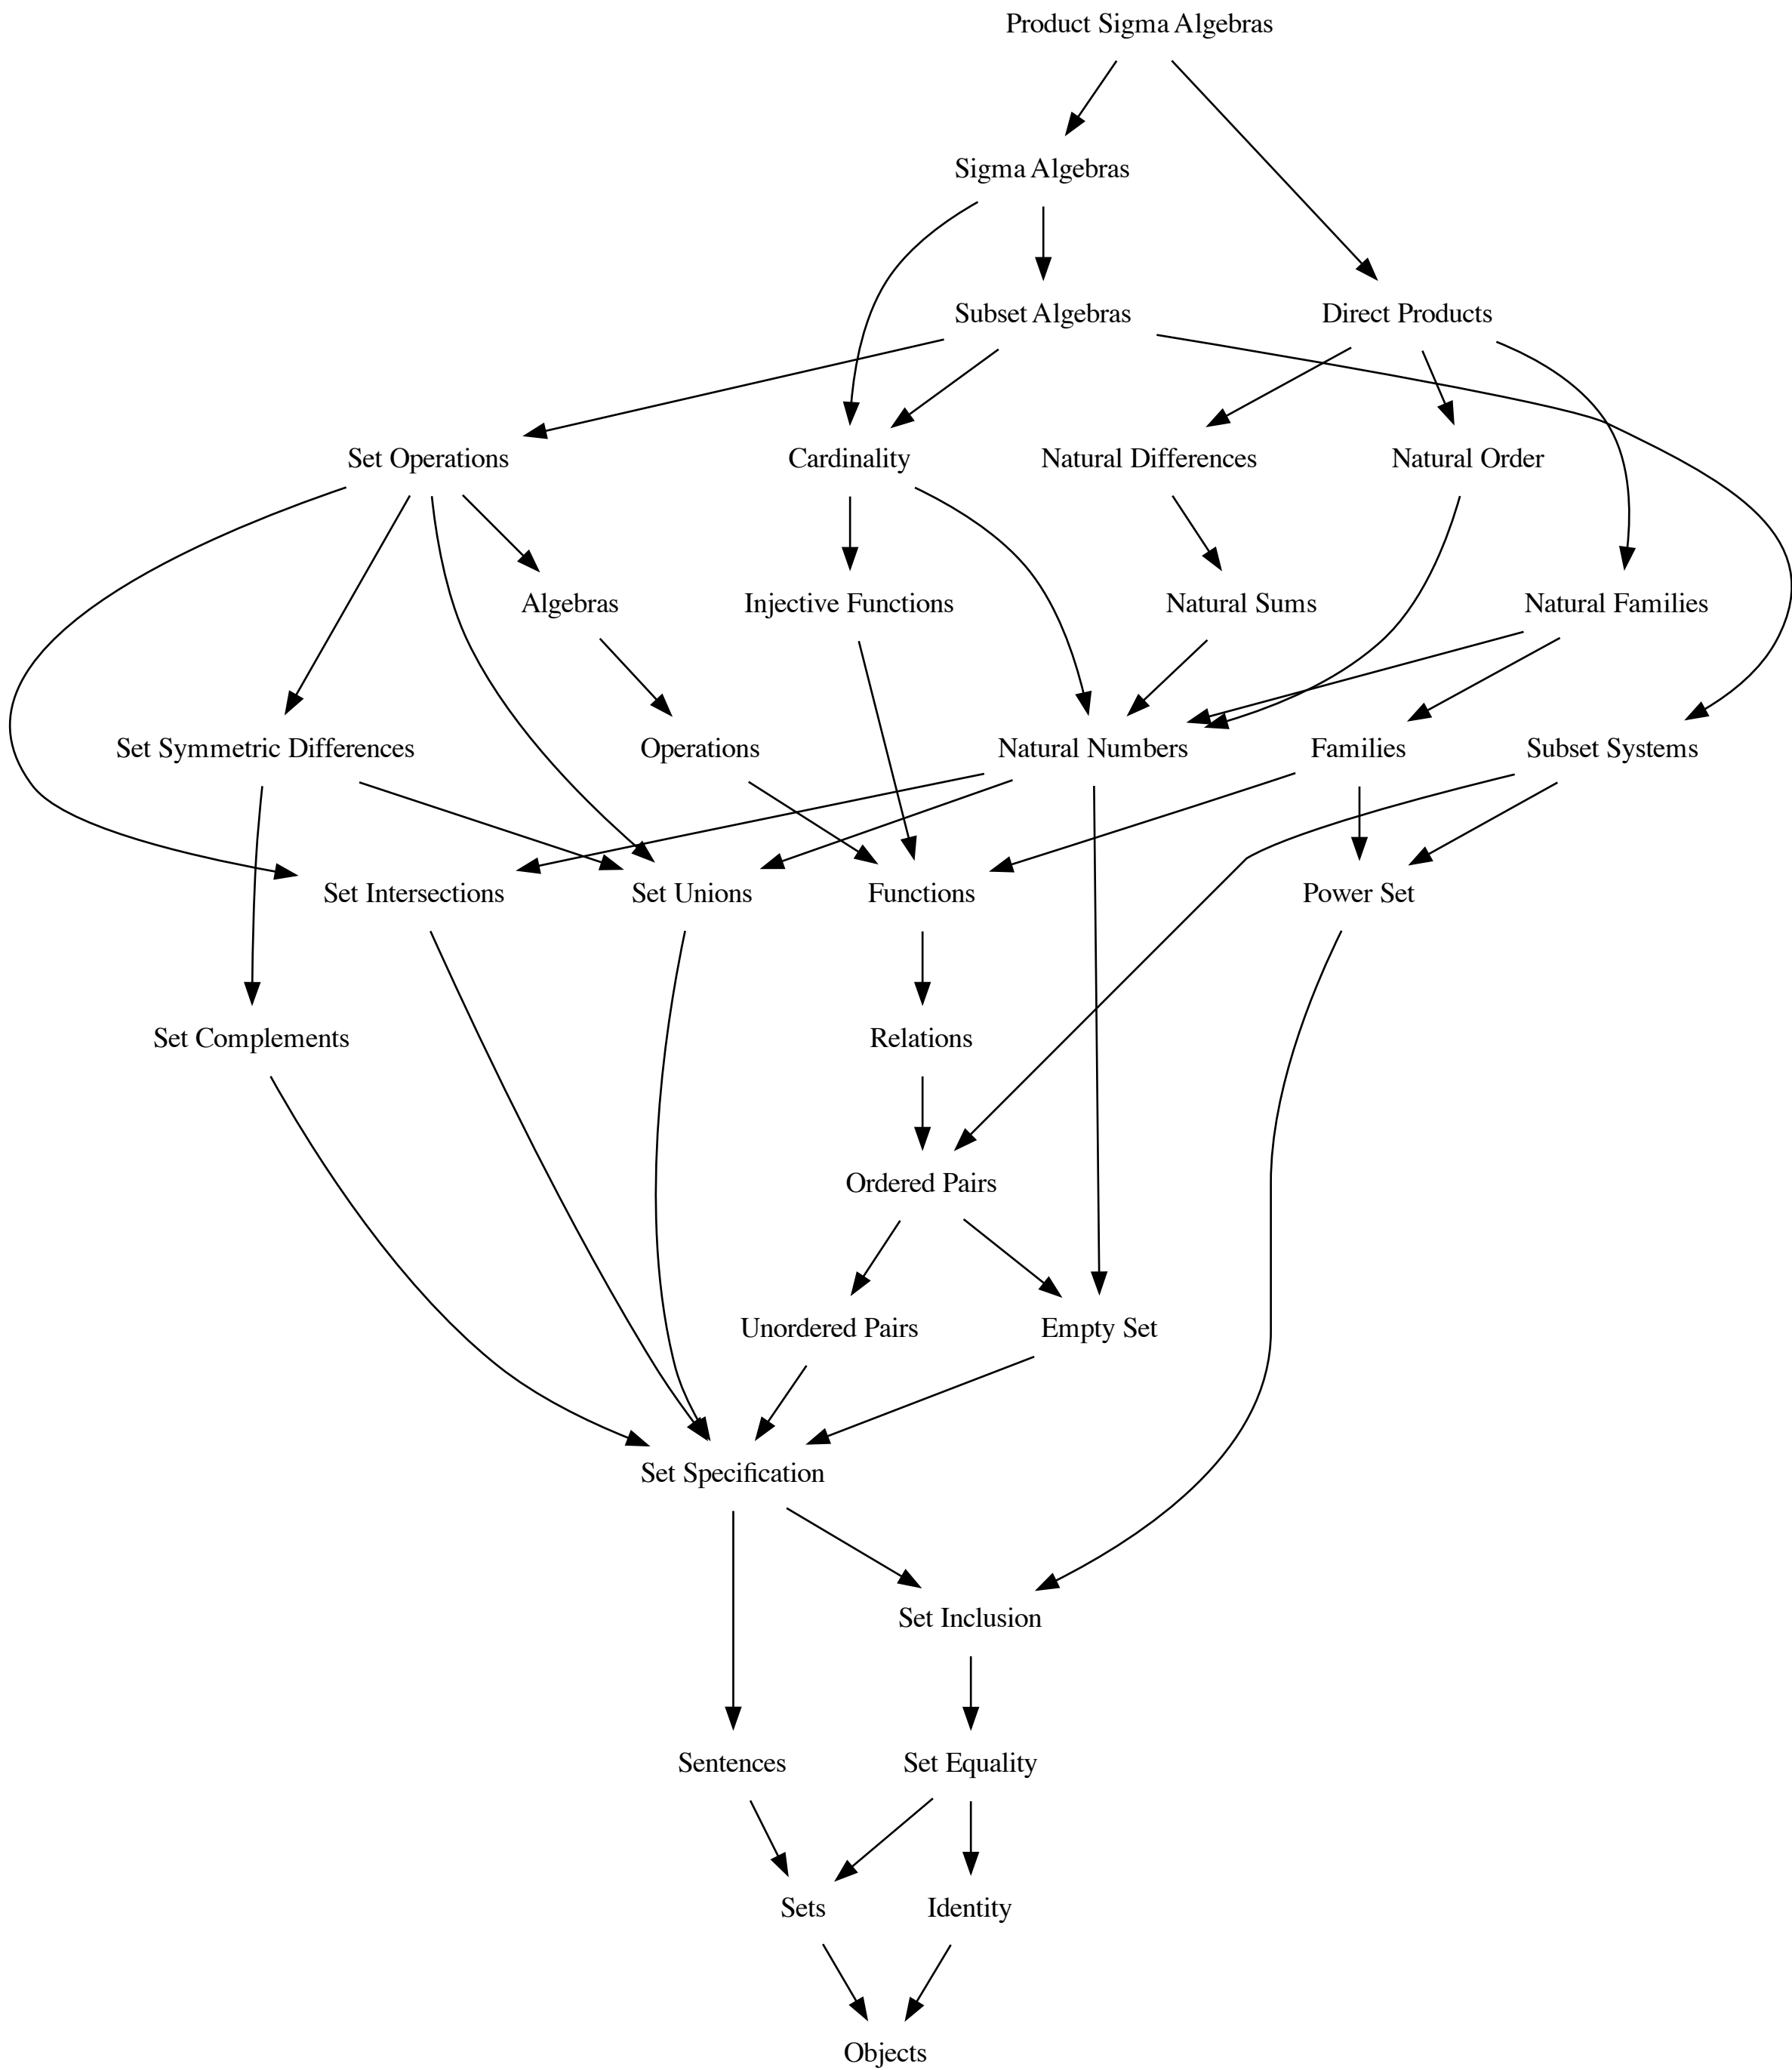 Product Sigma Algebras
Sigma Algebras
Subset Algebras
Direct Products
Set Operations
Cardinality
Natural Differences
Natural Order
Algebras
Injective Functions
Natural Sums
Natural Families
Set Symmetric Differences
Operations
Natural Numbers
Families
Subset Systems
Set Intersections
Set Unions
Functions
Power Set
Set Complements
Relations
Ordered Pairs
Unordered Pairs
Empty Set
Set Specification
Set Inclusion
Sentences
Set Equality
Sets
Identity
Objects